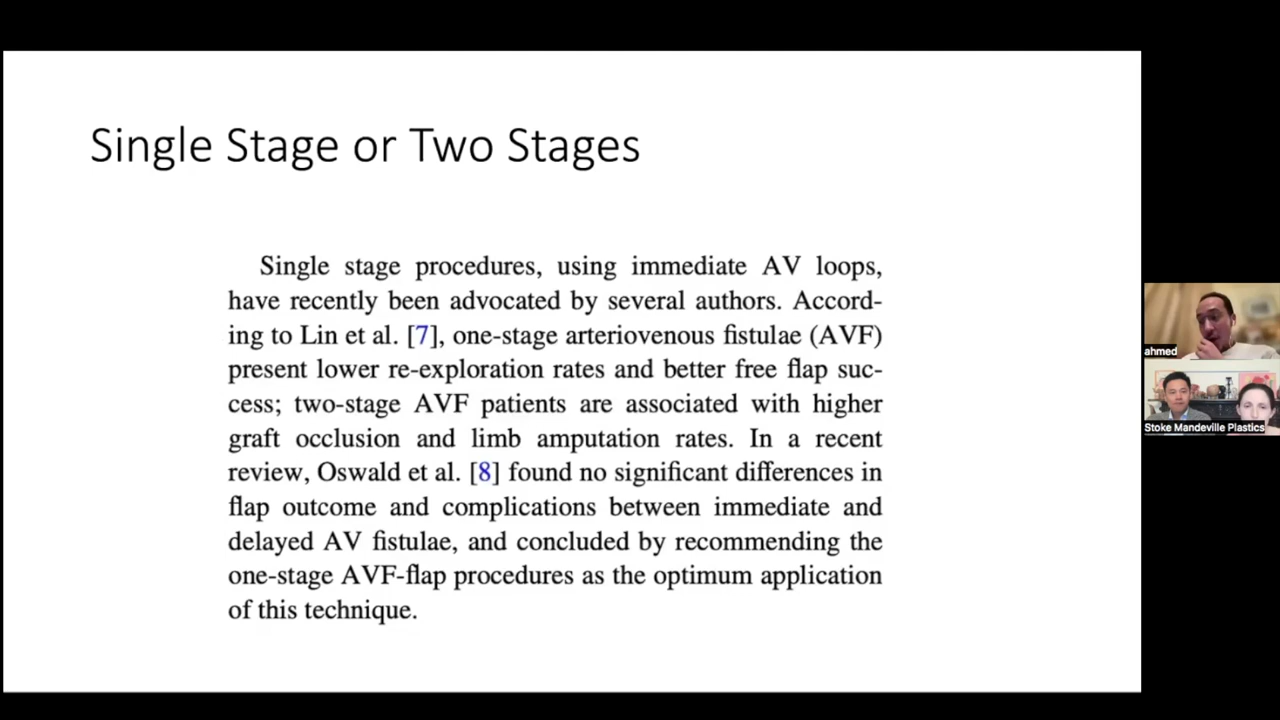 Single Stage or Two Stages
Single stage procedures, using immediate AV loops,
have recently been advocated by several authors. Accord-
ing to Lin et al. [7], one-stage arteriovenous fistulae (AVF)
present lower re-exploration rates and better free flap suc-
cess; two-stage AVF patients are associated with higher
graft occlusion and limb amputation rates. In a recent
review, Oswald et al. [8] found no significant differences in
flap outcome and complications between immediate and
delayed AV fistulae, and concluded by recommending the
one-stage AVF-flap procedures as the optimum application
of this technique.
ahmed
Stoke Mandeville Plastics